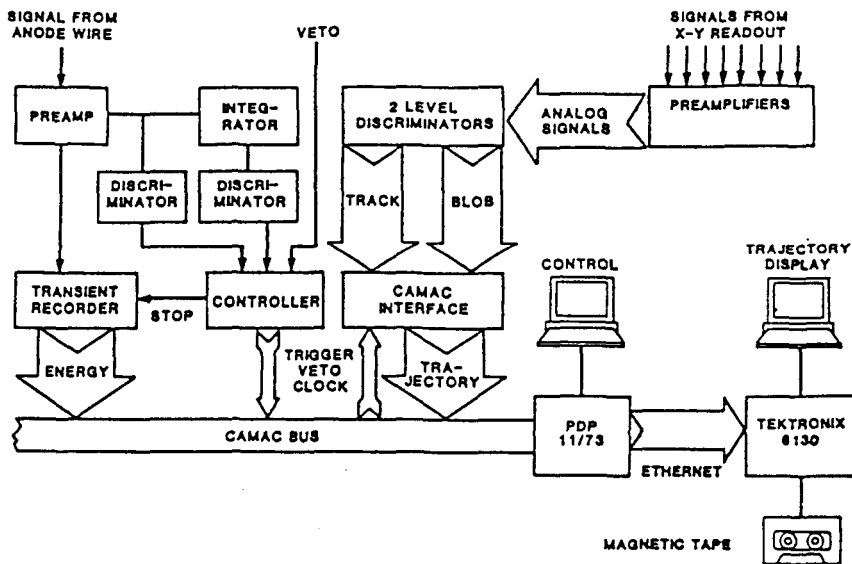 SIGNAL FROM
ANODE WIRE
VETO
SIGNALS FROM
X-Y READOUT
PREAMP
INTEG-
RATOR
2 LEVEL
DISCRIMINATORS
ANALOG
SIGNALS
PREAMPLIFIERS
DISCRI-
MINATOR
DISCRI-
MINATOR
TRACK
BLOB
TRANSIENT
RECORDER
STOP
CONTROLLER
CAMAC
INTERFACE
CONTROL
TRAJECTORY
DISPLAY
ENERGY
TRIGGER
VETO
CLOCK
TRA-
JECTORY
CAMAC BUS
PDP
11/73
ETHERNET
TEKTRONIX
6130
MAGNETIC TAPE